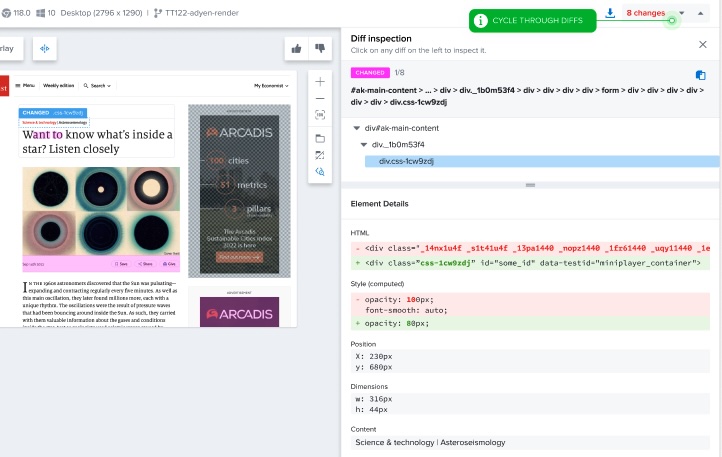 118.0 10 Desktop (2796 x 1290) | TT122-adyen-render
CYCLE THROUGH DIFFS
8 changes
rlay
Diff inspection
Click on any diff on the left to inspect it.
CHANGED 1/8
#ak-main-content > ... > div > div._1b0m53f4 > div > div > div > form > div > div > div > div >
div > div > div.css-1cw9zdj
div#ak-main-content
div._1b0m53f4
div.css-1cw9zdj
Element Details
HTML
- <div class="_14nx1u4f _s1t41u4f _13pa1440 _nopz1440 _1fr61440 _uqy11440 _1e
+ <div class="css-1cw9zdj" id="some_id" data-testid="miniplayer_container">
Style (computed)
- opacity: 100px;
font-smooth: auto;
+ opacity: 80px;
Position
X: 230px
y: 680px
Dimensions
w: 316px
h: 44px
Content
Science & technology | Asteroseismology
st
Menu Weekly edition Search
My Economist
CHANGED .css-1cw9zdj
Science & technology | Asteroseismology
Want to know what's inside a
star? Listen closely
Save Share Give
IN THE 1960s astronomers discovered that the Sun was pulsating—
expanding and contracting regularly every five minutes. As well as
this main oscillation, they later found millions more, each with a
unique rhythm. The oscillations were the result of pressure waves
that had been bouncing around inside the Sun. As such, they carried
with them valuable information about the gases and conditions
ADVERTISEMENT
ARCADIS
100 cities
51 metrics
3 pillars
The Arcadis
Sustainable Cities Index
2022 is here
Find out more
ADVERTISEMENT
ARCADIS